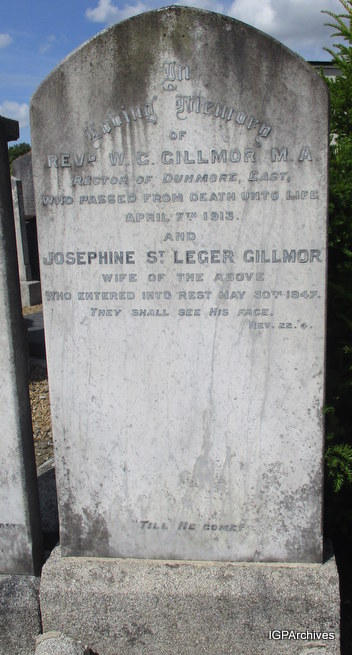 In
Loving Memory
OF
REVD W. C. GILLMOR M.A.
RECTOR OF DUNMORE, EAST,
WHO PASSED FROM DEATH UNTO LIFE
APRIL 7TH 1913.
AND
JOSEPHINE ST LEGER GILLMOR
WIFE OF THE ABOVE
WHO ENTERED INTO REST MAY 30TH 1947.
THEY SHALL SEE HIS FACE.
REV. 22. 4.
"TILL HE COME"
IGPArchives